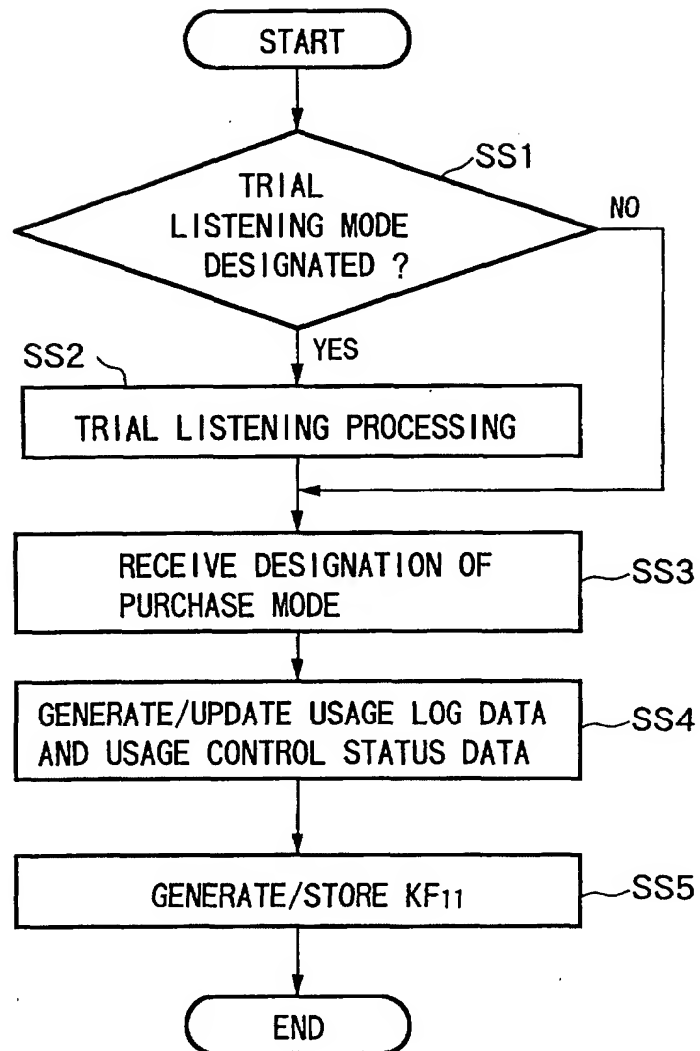 START
SS1
TRIAL
LISTENING MODE
DESIGNATED ?
NO
YES
SS2
TRIAL LISTENING PROCESSING
RECEIVE DESIGNATION OF
PURCHASE MODE
SS3
GENERATE/UPDATE USAGE LOG DATA
AND USAGE CONTROL STATUS DATA
SS4
GENERATE/STORE KF₁₁
SS5
END